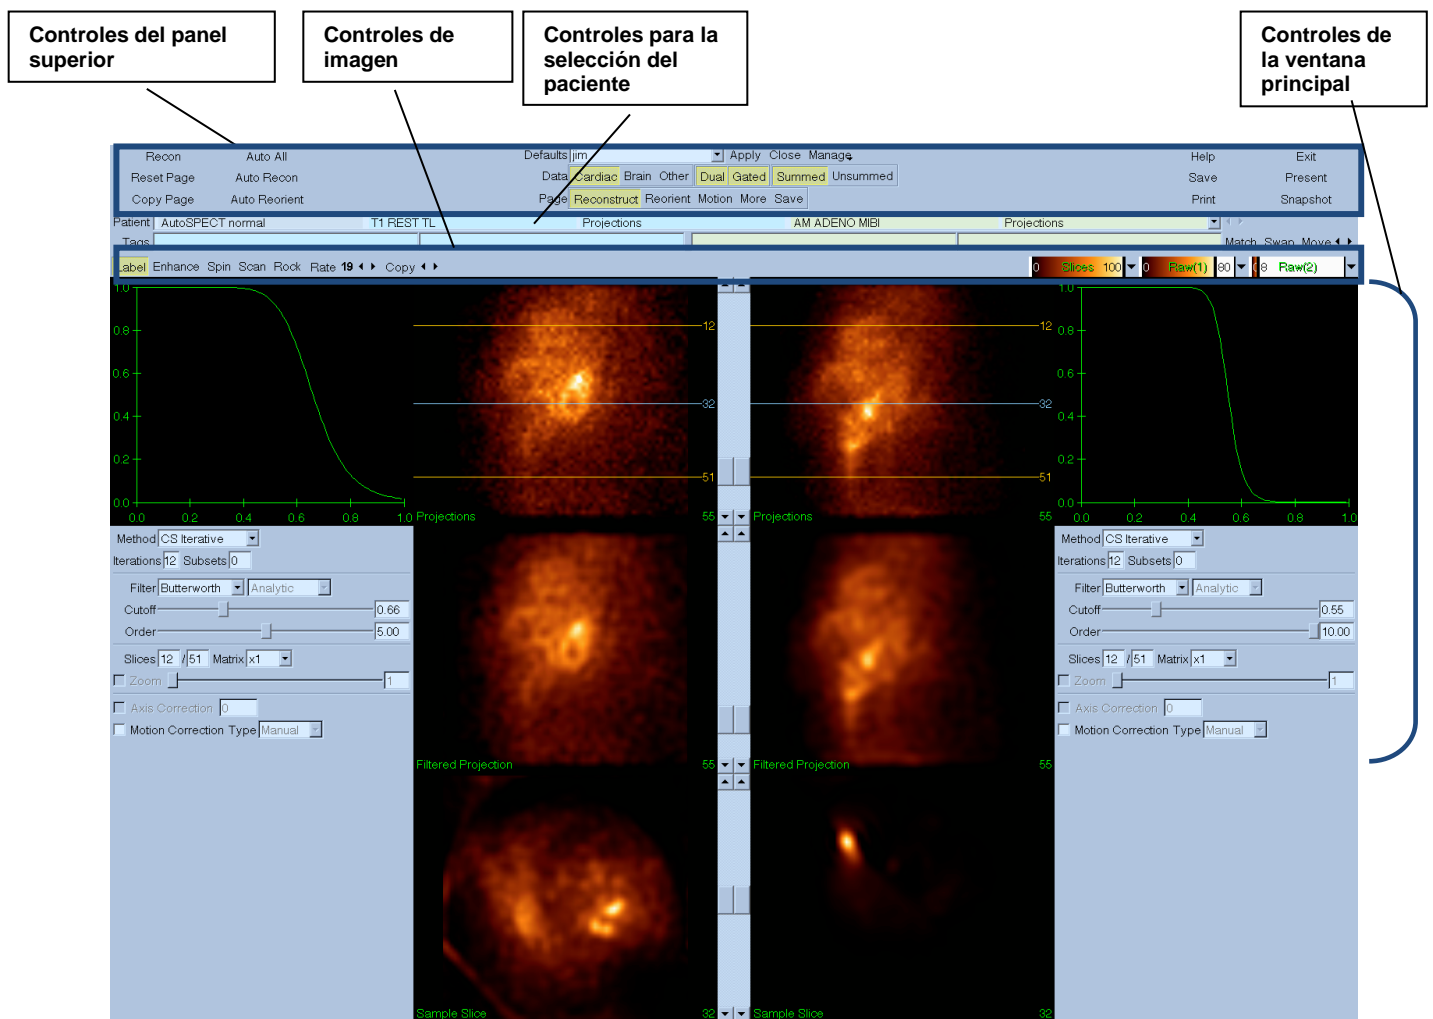 Controles del panel
superior
Controles de
imagen
Controles para la
selección del
paciente
Controles de
la ventana
principal
Recon Auto All Defaults jim Apply Close Manage Help Exit
Reset Page Auto Recon Data Cardiac Brain Other Dual Gated Summed Unsummed Save Present
Copy Page Auto Reorient Page Reconstruct Reorient Motion More Save Print Snapshot
Patient AutoSPECT normal T1 REST TL Projections AM ADENO MIBI Projections
Tags Match Swap Move
Label Enhance Spin Scan Rock Rate 19 Copy 0 Slices 100 0 Raw(1) 80 8 Raw(2)
1.0 1.0
12 12
0.8 0.8
0.6 0.6
32 32
0.4 0.4
0.2 0.2
51 51
0.0 0.0
0.0 0.2 0.4 0.6 0.8 1.0 Projections 55 Projections 55 0.0 0.2 0.4 0.6 0.8 1.0
Method CS Iterative Method CS Iterative
Iterations 12 Subsets 0 Iterations 12 Subsets 0
Filter Butterworth Analytic Filter Butterworth Analytic
Cutoff 0.66 Cutoff 0.55
Order 5.00 Order 10.00
Slices 12 / 51 Matrix x1 Slices 12 / 51 Matrix x1
Zoom 1 Zoom 1
Axis Correction 0 Axis Correction 0
Motion Correction Type Manual Motion Correction Type Manual
Filtered Projection 55 Filtered Projection 55
Sample Slice 32 Sample Slice 32